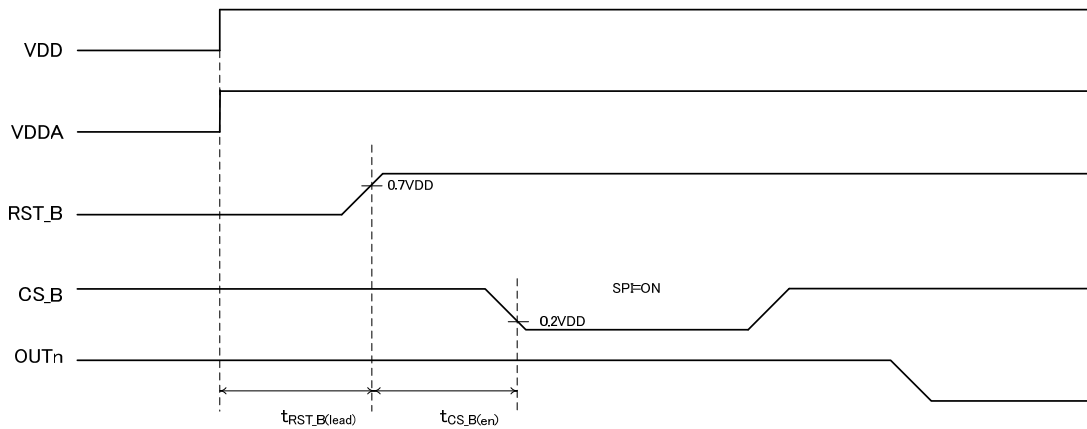 VDD
VDDA
RST_B
0.7VDD
CS_B
SPI=ON
0.2VDD
OUTn
tRST_B(lead)
tCS_B(en)